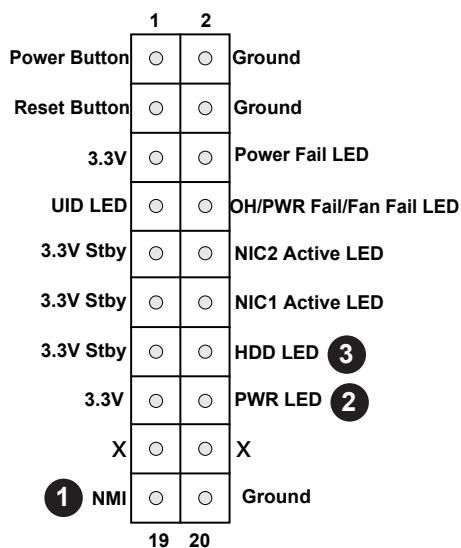 1 2
Power Button Ground
Reset Button Ground
3.3V Power Fail LED
UID LED OH/PWR Fail/Fan Fail LED
3.3V Stby NIC2 Active LED
3.3V Stby NIC1 Active LED
3.3V Stby HDD LED 3
3.3V PWR LED 2
X X
1 NMI Ground
19 20